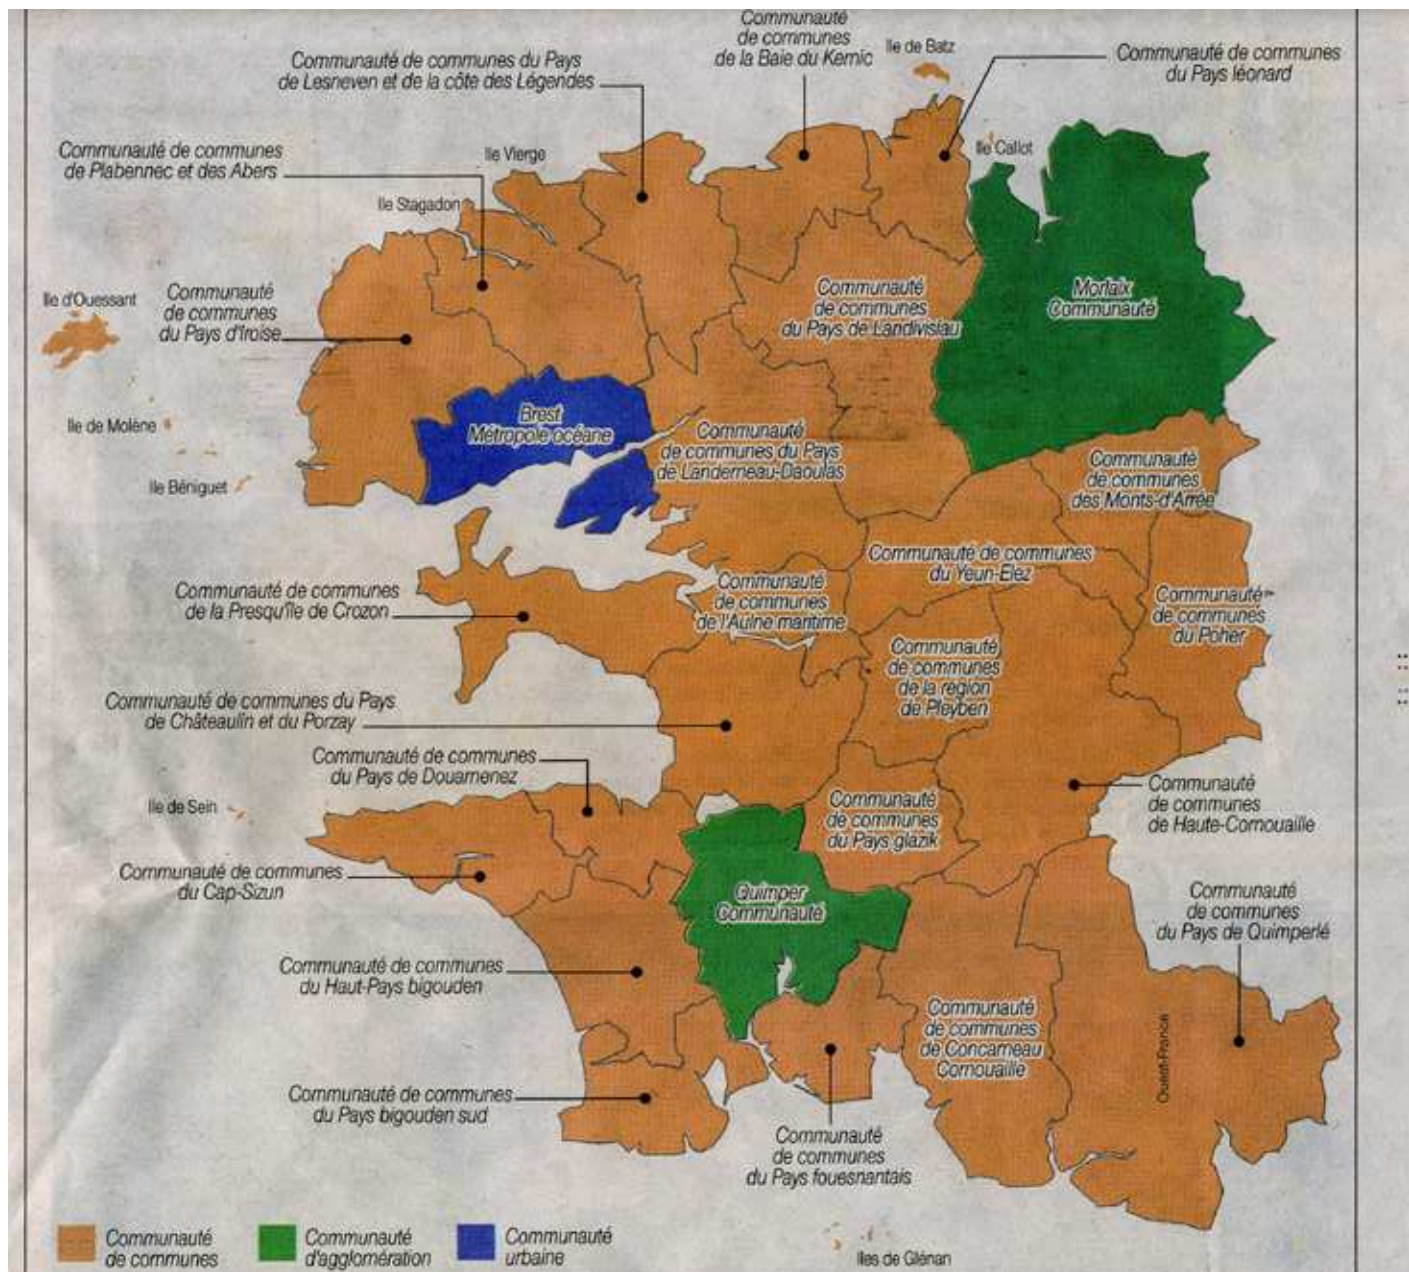 Communauté
de communes
de la Baie du Kernic
Ile de Batz
Communauté de communes
du Pays léonard
Communauté de communes du Pays
de Lesneven et de la côte des Légendes
Communauté de communes
de Plabennec et des Abers
Ile Vierge
Ile Callot
Ile Stagadon
Ile d'Ouessant
Communauté
de communes
du Pays d'Iroise
Communauté
de communes
du Pays de Landivisiau
Morlaix
Communauté
Brest
Métropole océane
Ile de Molène
Communauté
de communes du Pays
de Landerneau-Daoulas
Communauté
de communes
des Monts-d'Arrée
Ile Béniguet
Communauté de communes
du Yeun-Elez
Communauté de communes
de la Presqu'île de Crozon
Communauté
de communes
de l'Aulne maritime
Communauté
de communes
du Poher
Communauté
de communes
de la région
de Pleyben
Communauté de communes du Pays
de Châteaulin et du Porzay
Communauté de communes
du Pays de Douarnenez
Ile de Sein
Communauté
de communes
du Pays glazik
Communauté
de communes
de Haute-Cornouaille
Communauté de communes
du Cap-Sizun
Quimper
Communauté
Communauté
de communes
du Pays de Quimperlé
Communauté de communes
du Haut-Pays bigouden
Communauté
de communes
de Concarneau
Cornouaille
Ouest-France
Communauté de communes
du Pays bigouden sud
Communauté
de communes
du Pays fouesnantais
Communauté
de communes
Communauté
d'agglomération
Communauté
urbaine
Iles de Glénan